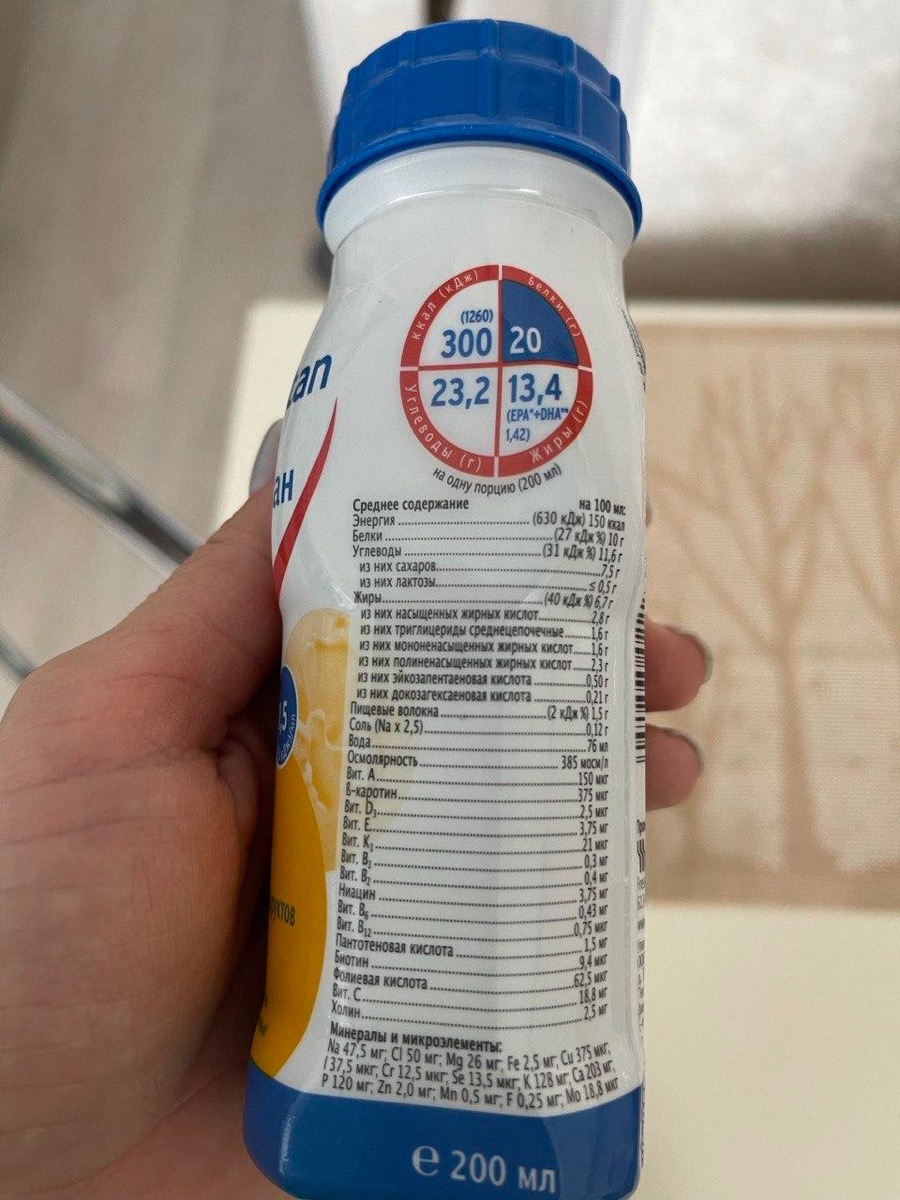 ккал (кДж)
Белки (г)
(1260)
300
20
23,2
13,4
(EPA*+DHA**
1,42)
Углеводы (г)
Жиры (г)
на одну порцию (200 мл)
Среднее содержание на 100 мл:
Энергия (630 кДж) 150 ккал
Белки (27 кДж %) 10 г
Углеводы (31 кДж %) 11,6 г
из них сахаров 7,5 г
из них лактозы ≤ 0,5 г
Жиры (40 кДж %) 6,7 г
из них насыщенных жирных кислот 2,8 г
из них триглицериды среднецепочечные 1,6 г
из них мононенасыщенных жирных кислот 1,6 г
из них полиненасыщенных жирных кислот 2,3 г
из них эйкозапентаеновая кислота 0,50 г
из них докозагексаеновая кислота 0,21 г
Пищевые волокна (2 кДж %) 1,5 г
Соль (Na x 2,5) 0,12 г
Вода 76 мл
Осмолярность 385 мосм/л
Вит. А 150 мкг
β-каротин 375 мкг
Вит. D3 2,5 мкг
Вит. Е 3,75 мг
Вит. K1 21 мкг
Вит. B1 0,3 мг
Вит. B2 0,4 мг
Ниацин 3,75 мг
Вит. B6 0,43 мг
Вит. B12 0,75 мкг
Пантотеновая кислота 1,5 мг
Биотин 9,4 мкг
Фолиевая кислота 62,5 мкг
Вит. С 18,8 мг
Холин 2,5 мг
Минералы и микроэлементы:
Na 47,5 мг; Cl 50 мг; Mg 26 мг; Fe 2,5 мг; Cu 375 мкг;
I 37,5 мкг; Cr 12,5 мкг; Se 13,5 мкг; K 128 мг; Ca 203 мг;
P 120 мг; Zn 2,0 мг; Mn 0,5 мг; F 0,25 мг; Mo 18,8 мкг
℮ 200 мл